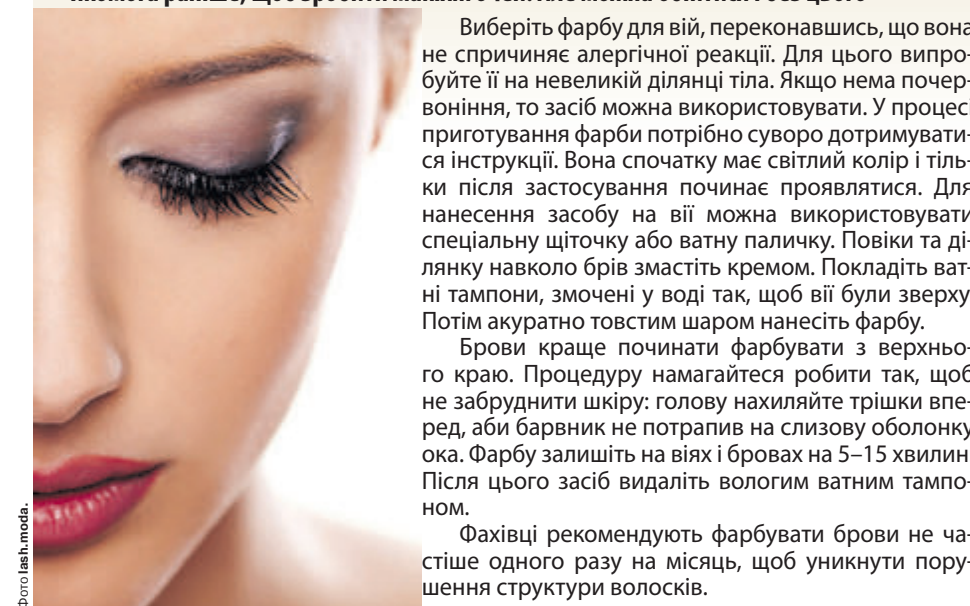 Виберіть фарбу для вій, переконавшись, що вона
не спричиняє алергічної реакції. Для цього випро-
буйте її на невеликій ділянці тіла. Якщо нема почер-
воніння, то засіб можна використовувати. У процесі
приготування фарби потрібно суворо дотримувати-
ся інструкції. Вона спочатку має світлий колір і тіль-
ки після застосування починає проявлятися. Для
нанесення засобу на вії можна використовувати
спеціальну щіточку або ватну паличку. Повіки та ді-
лянку навколо брів змастіть кремом. Покладіть ват-
ні тампони, змочені у воді так, щоб вії були зверху.
Потім акуратно товстим шаром нанесіть фарбу.
Брови краще починати фарбувати з верхньо-
го краю. Процедуру намагайтеся робити так, щоб
не забруднити шкіру: голову нахиляйте трішки впе-
ред, аби барвник не потрапив на слизову оболонку
ока. Фарбу залишіть на віях і бровах на 5–15 хвилин.
Після цього засіб видаліть вологим ватним тампо-
ном.
Фахівці рекомендують фарбувати брови не ча-
стіше одного разу на місяць, щоб уникнути пору-
шення структури волосків.
Фото lash.moda.